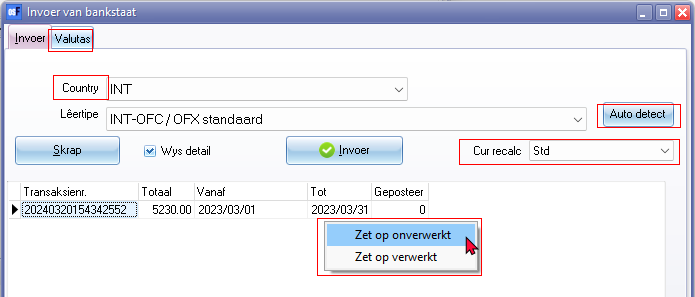 Invoer van bankstaat
Invoer Valutas
Country INT
Lêertipe INT-OFC / OFX standaard Auto detect
Skrap Wys detail Invoer Cur recalc Std
Transaksienr. Totaal Vanaf Tot Geposteer
20240320154342552 5230.00 2023/03/01 2023/03/31 0
Zet op onverwerkt
Zet op verwerkt